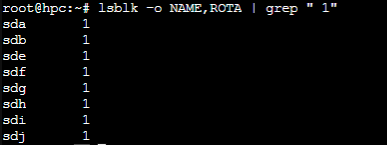 root@hpc:~# lsblk -o NAME,ROTA | grep " 1"
sda 1
sdb 1
sde 1
sdf 1
sdg 1
sdh 1
sdi 1
sdj 1